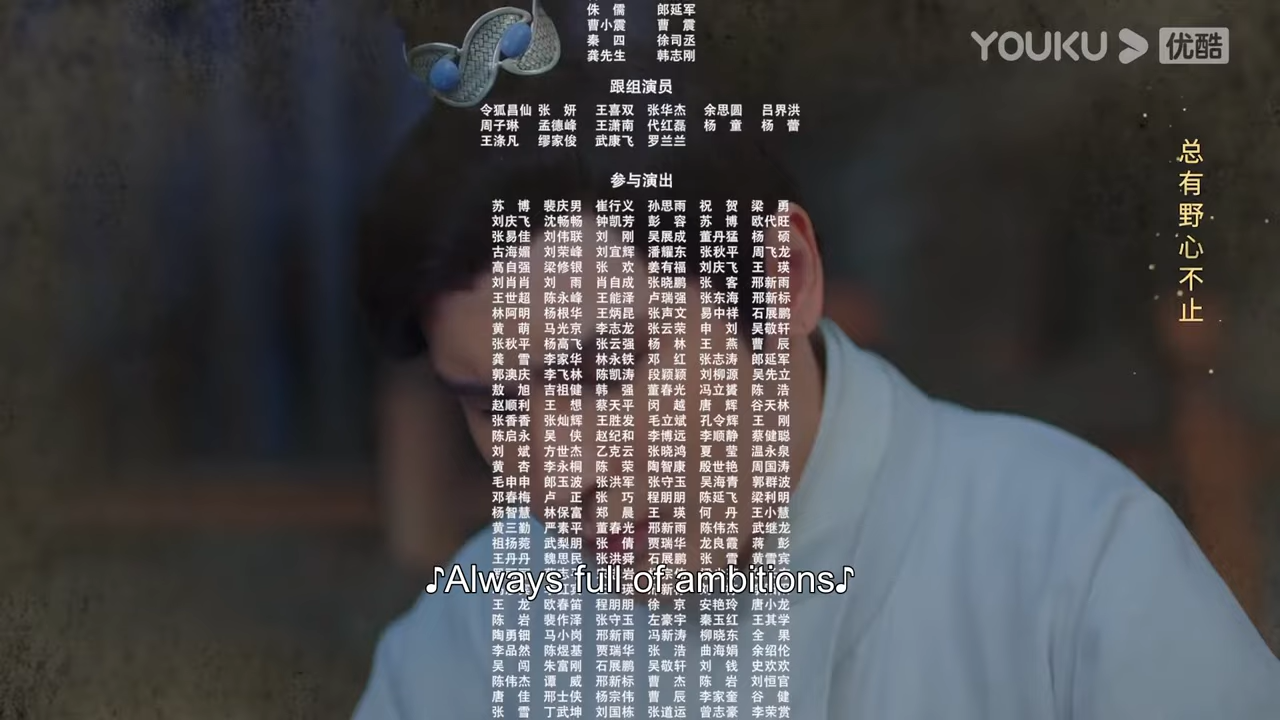 侏儒 郎延军
曹小震 曹震
秦四 徐司丞
龚先生 韩志刚
YOUKU 优酷
跟组演员
令狐昌仙 张妍 王喜双 张华杰 余思圆 吕界洪
周子琳 孟德峰 王潇南 代红磊 杨童 杨蕾
王涤凡 缪家俊 武康飞 罗兰兰
总有野心不止
参与演出
苏博 裴庆男 崔行义 孙思雨 祝贺 梁勇
刘庆飞 沈畅畅 钟凯芳 彭容 苏博 欧代旺
张易佳 刘伟联 刘刚 吴展成 董丹猛 杨硕
古海媚 刘荣峰 刘宜辉 潘耀东 张秋平 周飞龙
高自强 梁修银 张欢 姜有福 刘庆飞 王瑛
刘肖肖 刘雨 肖自成 张晓鹏 张客 邢新雨
王世超 陈永峰 王能泽 卢瑞强 张东海 邢新标
林阿明 杨根华 王炳昆 张声文 易中祥 石展鹏
黄萌 马光京 李志龙 张云荣 申刘 吴敬轩
张秋平 杨高飞 张云强 杨林 王燕 曹辰
龚雪 李家华 林永铁 邓红 张志涛 郎延军
郭澳庆 李飞林 陈凯涛 段颖颖 刘柳源 吴先立
敖旭 吉祖健 韩强 董春光 冯立赟 陈浩
赵顺利 王想 蔡天平 闵越 唐辉 谷天林
张香香 张灿辉 王胜发 毛立斌 孔令辉 王刚
陈启永 吴侠 赵纪和 李博远 李顺静 蔡健聪
刘斌 方世杰 乙克云 张晓鸿 夏莹 温永泉
黄杏 李永桐 陈荣 陶智康 殷世艳 周国涛
毛申申 郎玉波 张洪军 张守玉 吴海青 郭群波
邓春梅 卢正 张巧 程朋朋 陈延飞 梁利明
杨智慧 林保富 郑晨 王瑛 何丹 王小慧
黄三勤 严素平 董春光 邢新雨 陈伟杰 武继龙
祖扬菀 武梨朋 张倩 贾瑞华 龙良霞 蒋彭
王丹丹 魏思民 张洪舜 石展鹏 张雪 黄雷宾
♪Always full of ambitions♪
王龙 欧春笛 程朋朋 徐京 安艳玲 唐小龙
陈岩 裴作泽 张守玉 左豪宇 秦玉红 王其学
陶勇钿 马小岗 邢新雨 冯新涛 柳晓东 全果
李品然 陈煜基 贾瑞华 张浩 曲海娟 余绍伦
吴闯 朱富刚 石展鹏 吴敬轩 刘钱 史欢欢
陈伟杰 谭威 邢新标 曹杰 陈岩 刘恒官
唐佳 邢士侠 杨宗伟 曹辰 李家奎 谷健
张雪 丁武坤 刘国栋 张道运 曾志豪 李荣赏